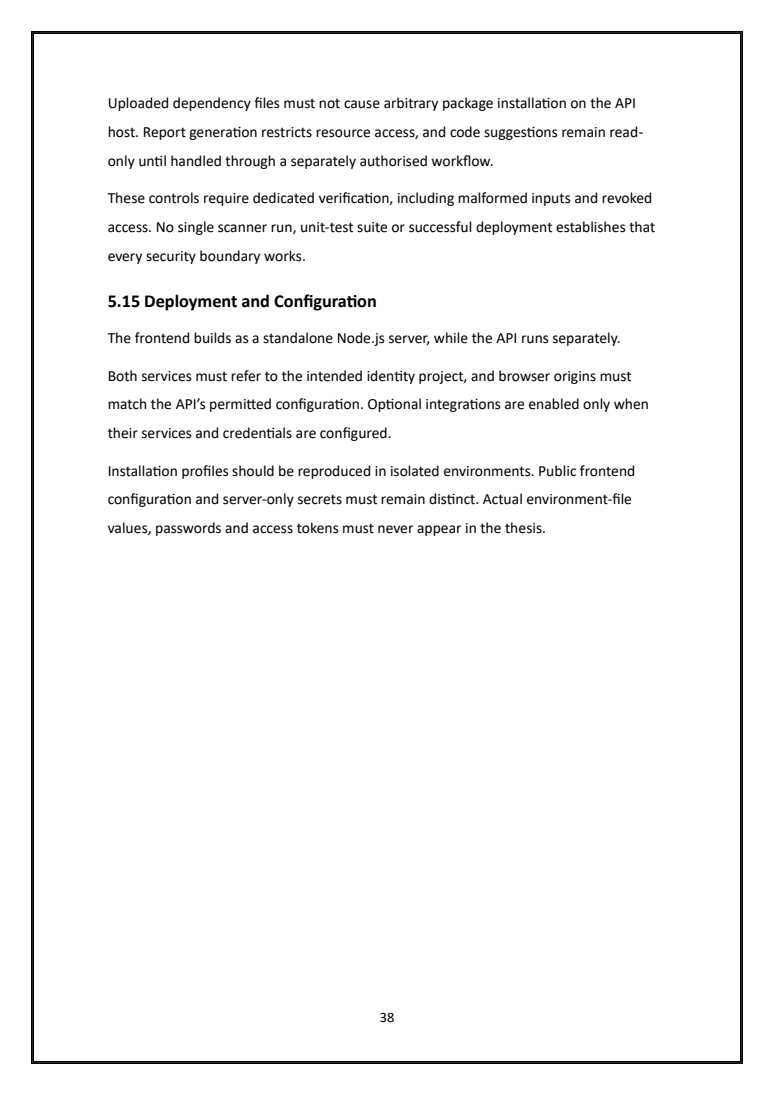 Uploaded dependency files must not cause arbitrary package installation on the API
host. Report generation restricts resource access, and code suggestions remain read-
only until handled through a separately authorised workflow.
These controls require dedicated verification, including malformed inputs and revoked
access. No single scanner run, unit-test suite or successful deployment establishes that
every security boundary works.
5.15 Deployment and Configuration
The frontend builds as a standalone Node.js server, while the API runs separately.
Both services must refer to the intended identity project, and browser origins must
match the API’s permitted configuration. Optional integrations are enabled only when
their services and credentials are configured.
Installation profiles should be reproduced in isolated environments. Public frontend
configuration and server-only secrets must remain distinct. Actual environment-file
values, passwords and access tokens must never appear in the thesis.
38